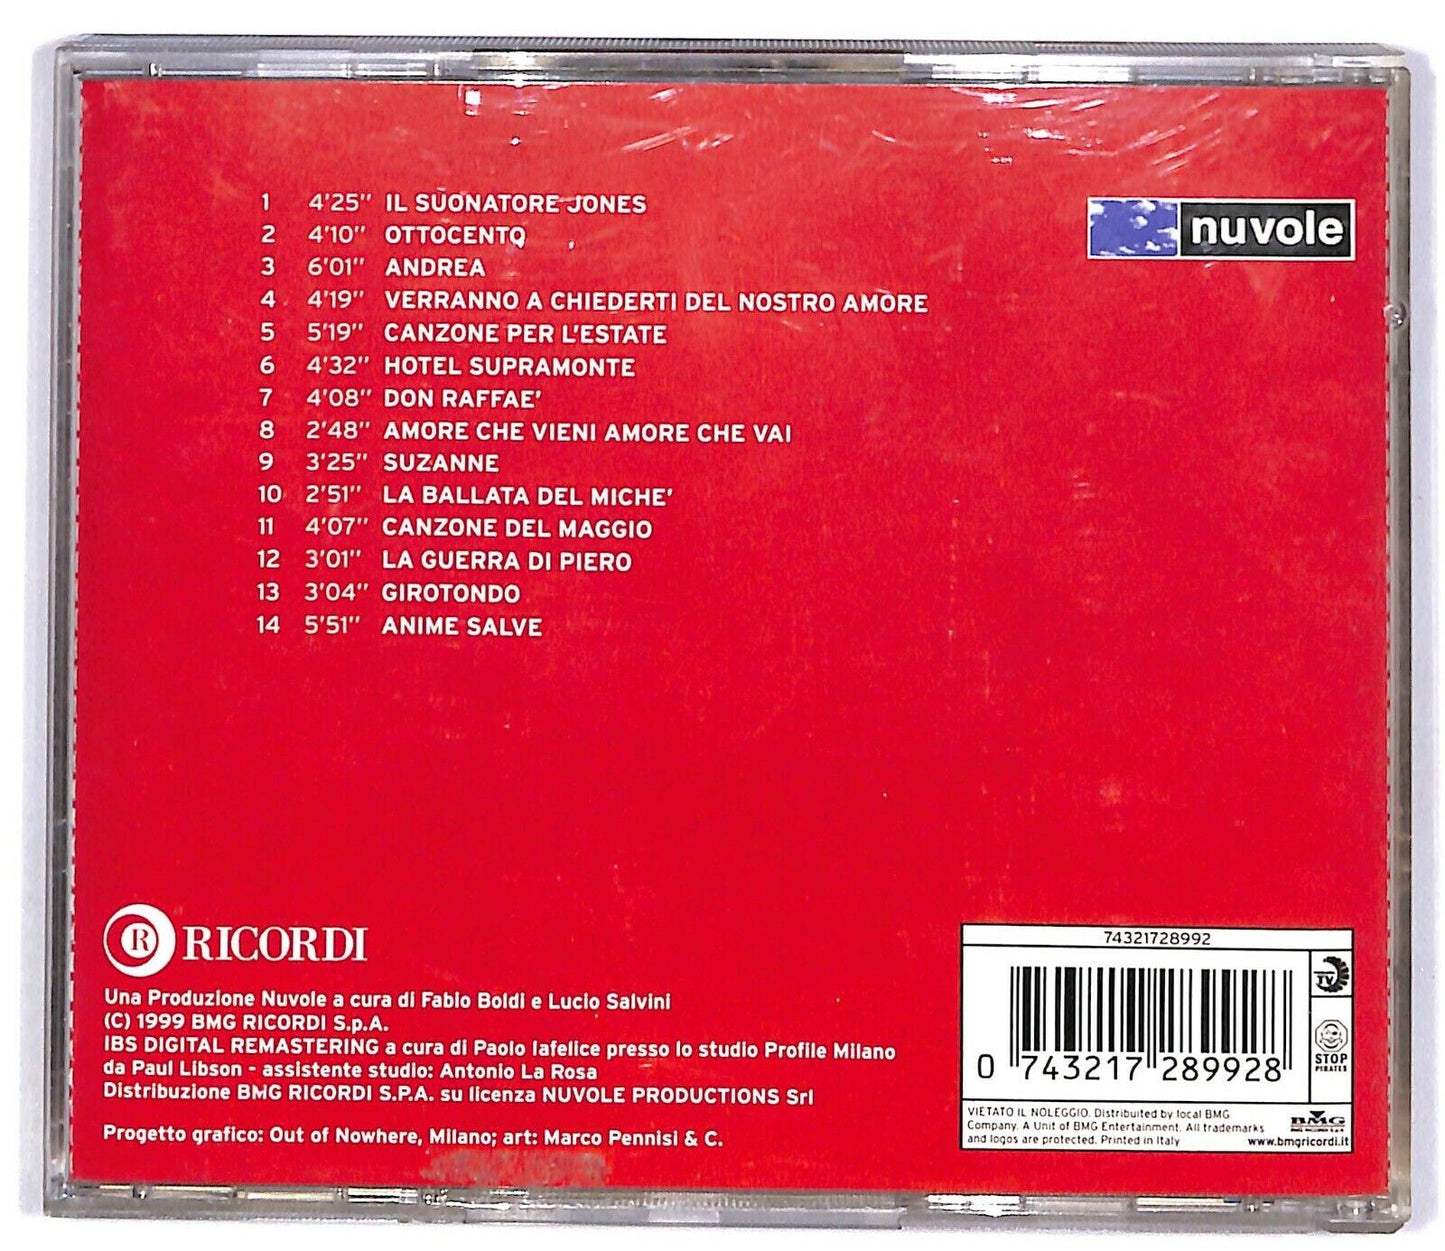 1 4'25" IL SUONATORE JONES
2 4'10" OTTOCENTO
3 6'01" ANDREA
4 4'19" VERRANNO A CHIEDERTI DEL NOSTRO AMORE
5 5'19" CANZONE PER L'ESTATE
6 4'32" HOTEL SUPRAMONTE
7 4'08" DON RAFFAE'
8 2'48" AMORE CHE VIENI AMORE CHE VAI
9 3'25" SUZANNE
10 2'51" LA BALLATA DEL MICHE'
11 4'07" CANZONE DEL MAGGIO
12 3'01" LA GUERRA DI PIERO
13 3'04" GIROTONDO
14 5'51" ANIME SALVE
nuvole
R RICORDI
Una Produzione Nuvole a cura di Fabio Boldi e Lucio Salvini
(C) 1999 BMG RICORDI S.p.A.
IBS DIGITAL REMASTERING a cura di Paolo Iafelice presso lo studio Profile Milano
da Paul Libson - assistente studio: Antonio La Rosa
Distribuzione BMG RICORDI S.P.A. su licenza NUVOLE PRODUCTIONS Srl
Progetto grafico: Out of Nowhere, Milano; art: Marco Pennisi & C.
74321728992
0 743217 289928
TV
STOP
PIRATES
VIETATO IL NOLEGGIO. Distribuited by local BMG
Company. A Unit of BMG Entertainment. All trademarks
and logos are protected. Printed in Italy
BMG
BMG RICORDI S.p.A.
www.bmgricordi.it